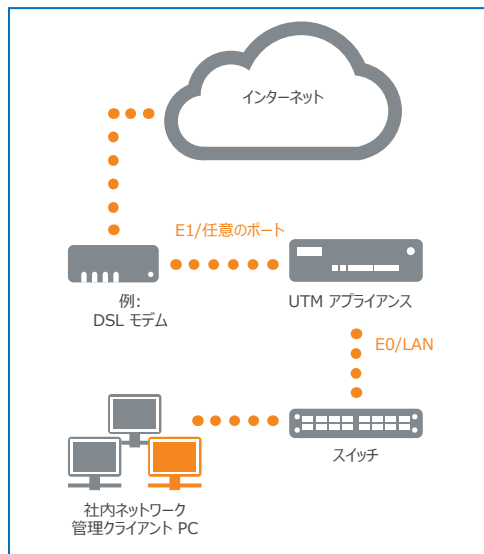 インターネット
E1/任意のポート
例:
DSL モデム
UTM アプライアンス
E0/LAN
スイッチ
社内ネットワーク
管理クライアント PC